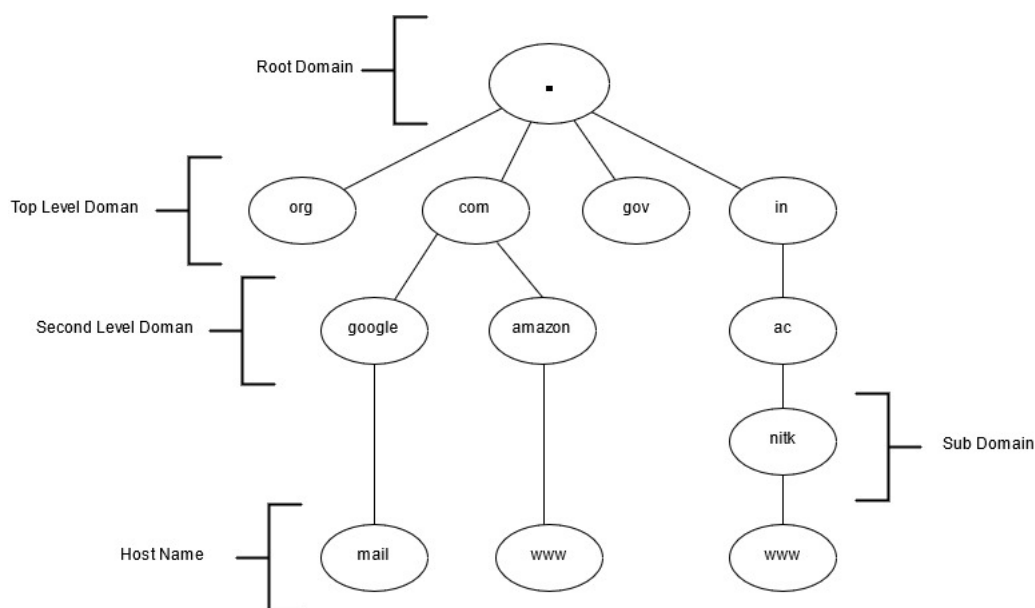 Root Domain
.
Top Level Doman
org
com
gov
in
Second Level Doman
google
amazon
ac
nitk
Sub Domain
Host Name
mail
www
www